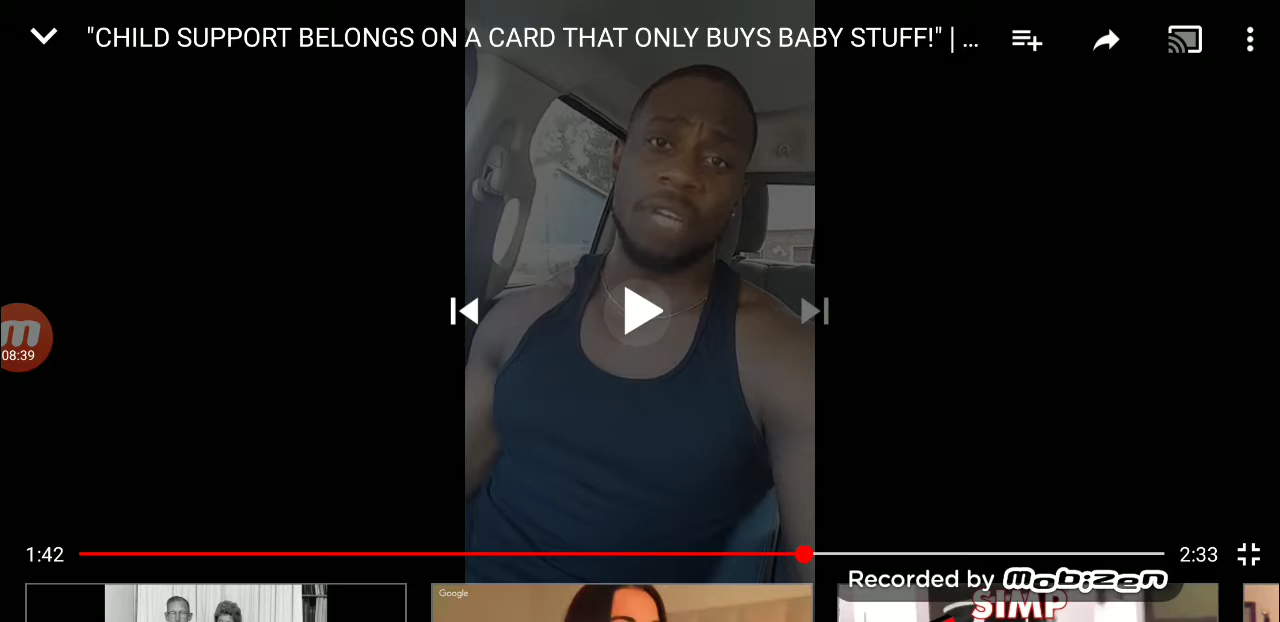 "CHILD SUPPORT BELONGS ON A CARD THAT ONLY BUYS BABY STUFF!" | ...
m
08:39
1:42
2:33
Recorded by mobizen
Google
SIMP